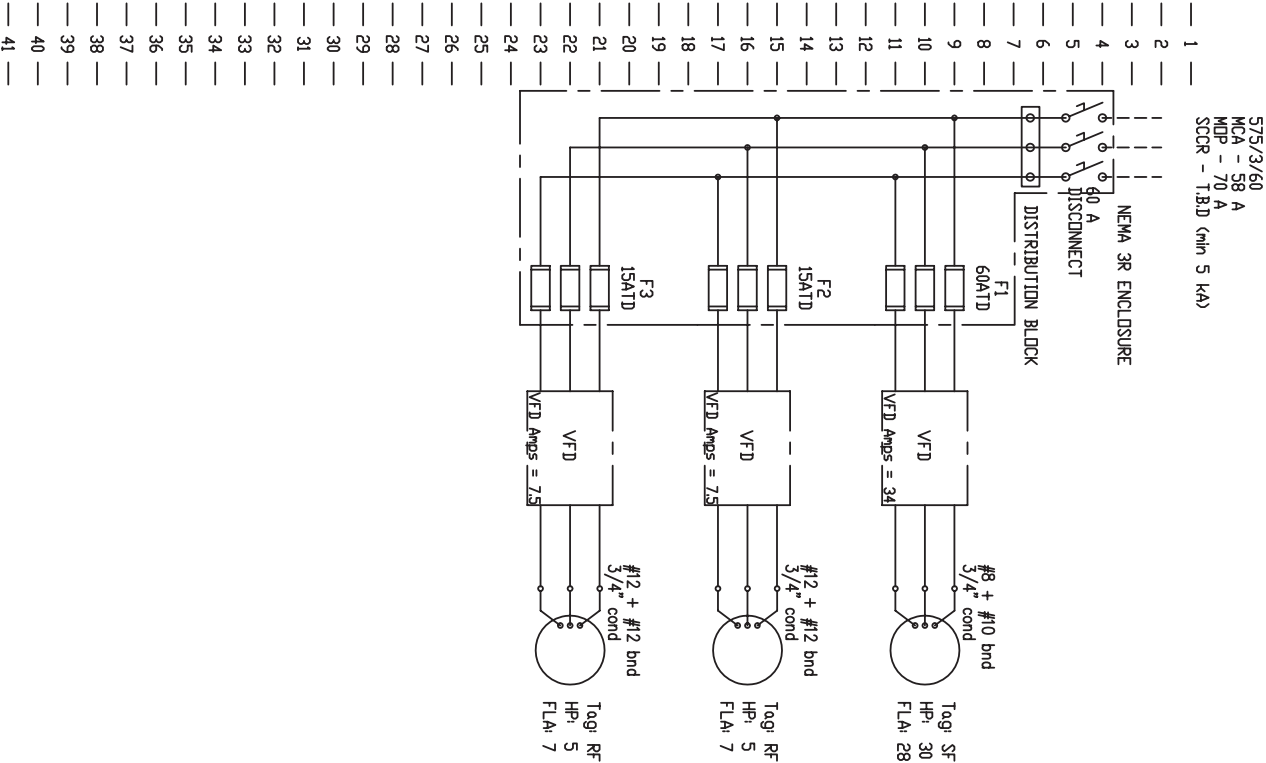 575/3/60
MCA - 58 A
MOP - 70 A
SCCR - T.B.D (min 5 kA)
1
2
3
4
5
6
7
8
9
10
11
12
13
14
15
16
17
18
19
20
21
22
23
24
25
26
27
28
29
30
31
32
33
34
35
36
37
38
39
40
41
NEMA 3R ENCLOSURE
60 A
DISCONNECT
DISTRIBUTION BLOCK
F1
60ATD
VFD
VFD Amps = 34
#8 + #10 bnd
3/4" cond
Tag: SF
HP: 30
FLA: 28
F2
15ATD
VFD
VFD Amps = 7.5
#12 + #12 bnd
3/4" cond
Tag: RF
HP: 5
FLA: 7
F3
15ATD
VFD
VFD Amps = 7.5
#12 + #12 bnd
3/4" cond
Tag: RF
HP: 5
FLA: 7